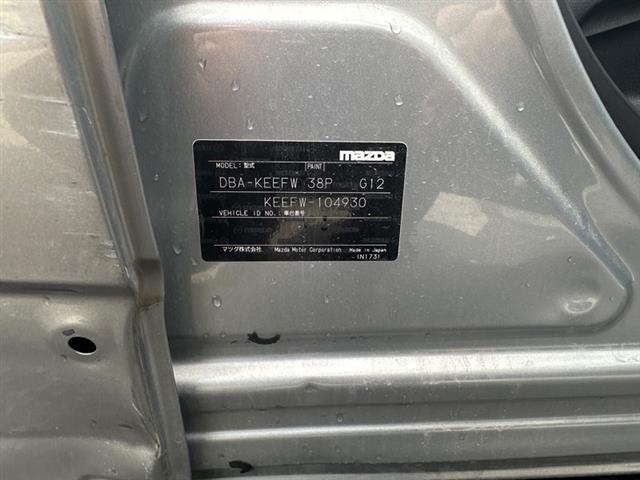 mazda
MODEL: 型式 PAINT
DBA-KEEFW 38P G12
KEEFW-104930
VEHICLE ID NO.: 車台番号
マツダ株式会社 Mazda Motor Corporation Made in Japan
(N173)